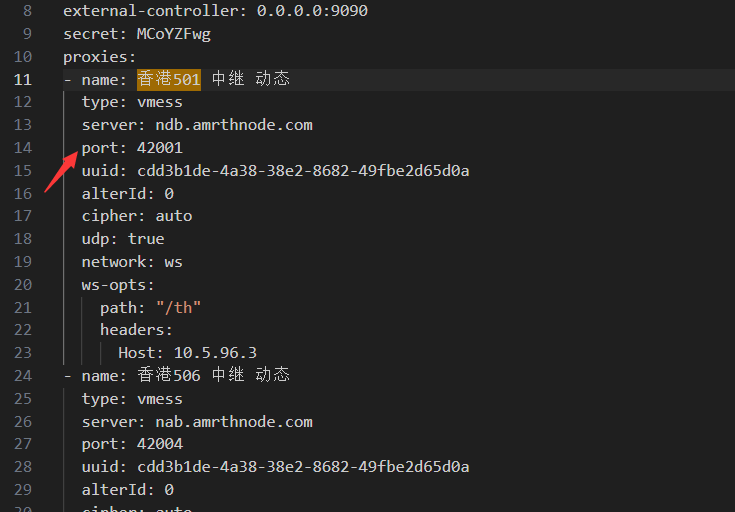 8 external-controller: 0.0.0.0:9090
9 secret: MCoYZFwg
10 proxies:
11 - name: 香港501 中继 动态
12 type: vmess
13 server: ndb.amrthnode.com
14 port: 42001
15 uuid: cdd3b1de-4a38-38e2-8682-49fbe2d65d0a
16 alterId: 0
17 cipher: auto
18 udp: true
19 network: ws
20 ws-opts:
21 path: "/th"
22 headers:
23 Host: 10.5.96.3
24 - name: 香港506 中继 动态
25 type: vmess
26 server: nab.amrthnode.com
27 port: 42004
28 uuid: cdd3b1de-4a38-38e2-8682-49fbe2d65d0a
29 alterId: 0
30 cipher: auto